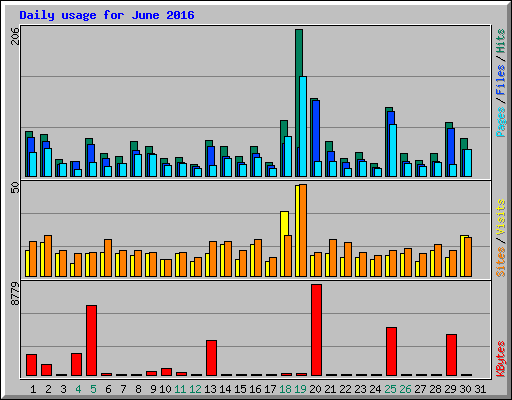 Daily usage for June 2016
206
Pages / Files / Hits
50
Sites / Visits
8779
KBytes
1 2 3 4 5 6 7 8 9 10 11 12 13 14 15 16 17 18 19 20 21 22 23 24 25 26 27 28 29 30 31